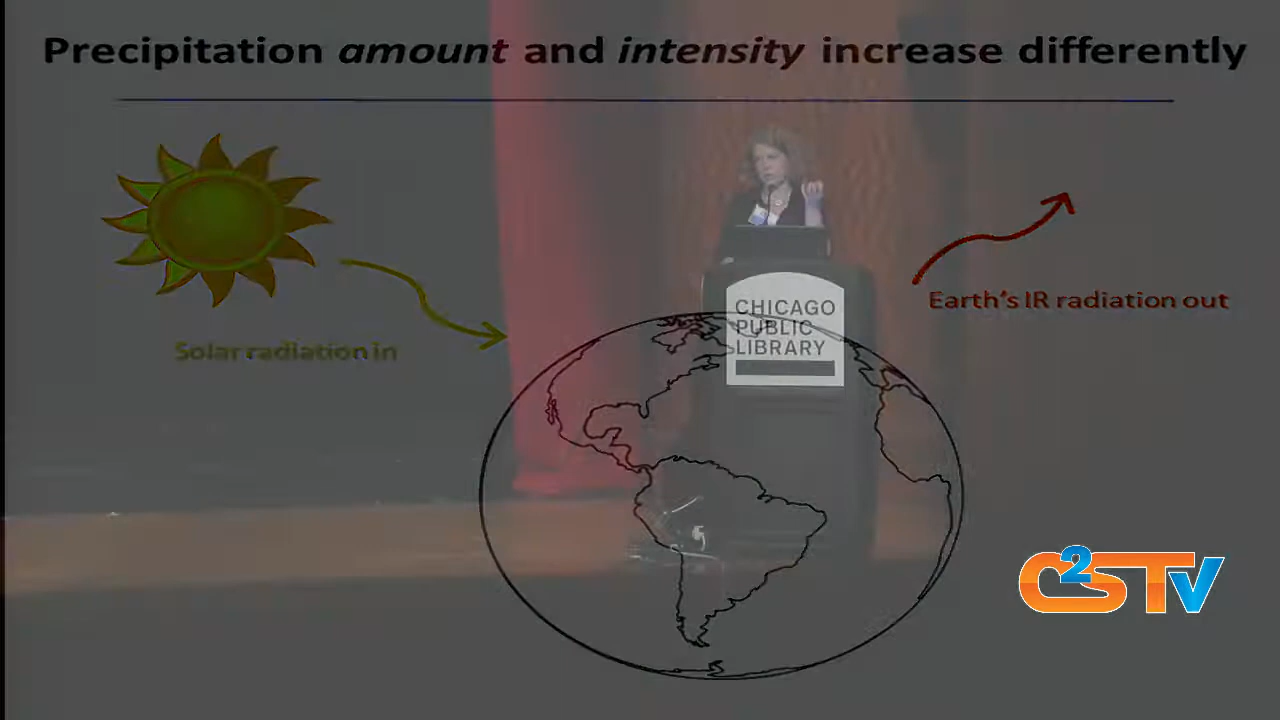 Precipitation amount and intensity increase differently
Earth's IR radiation out
Solar radiation in
CHICAGO
PUBLIC
LIBRARY
C2STV